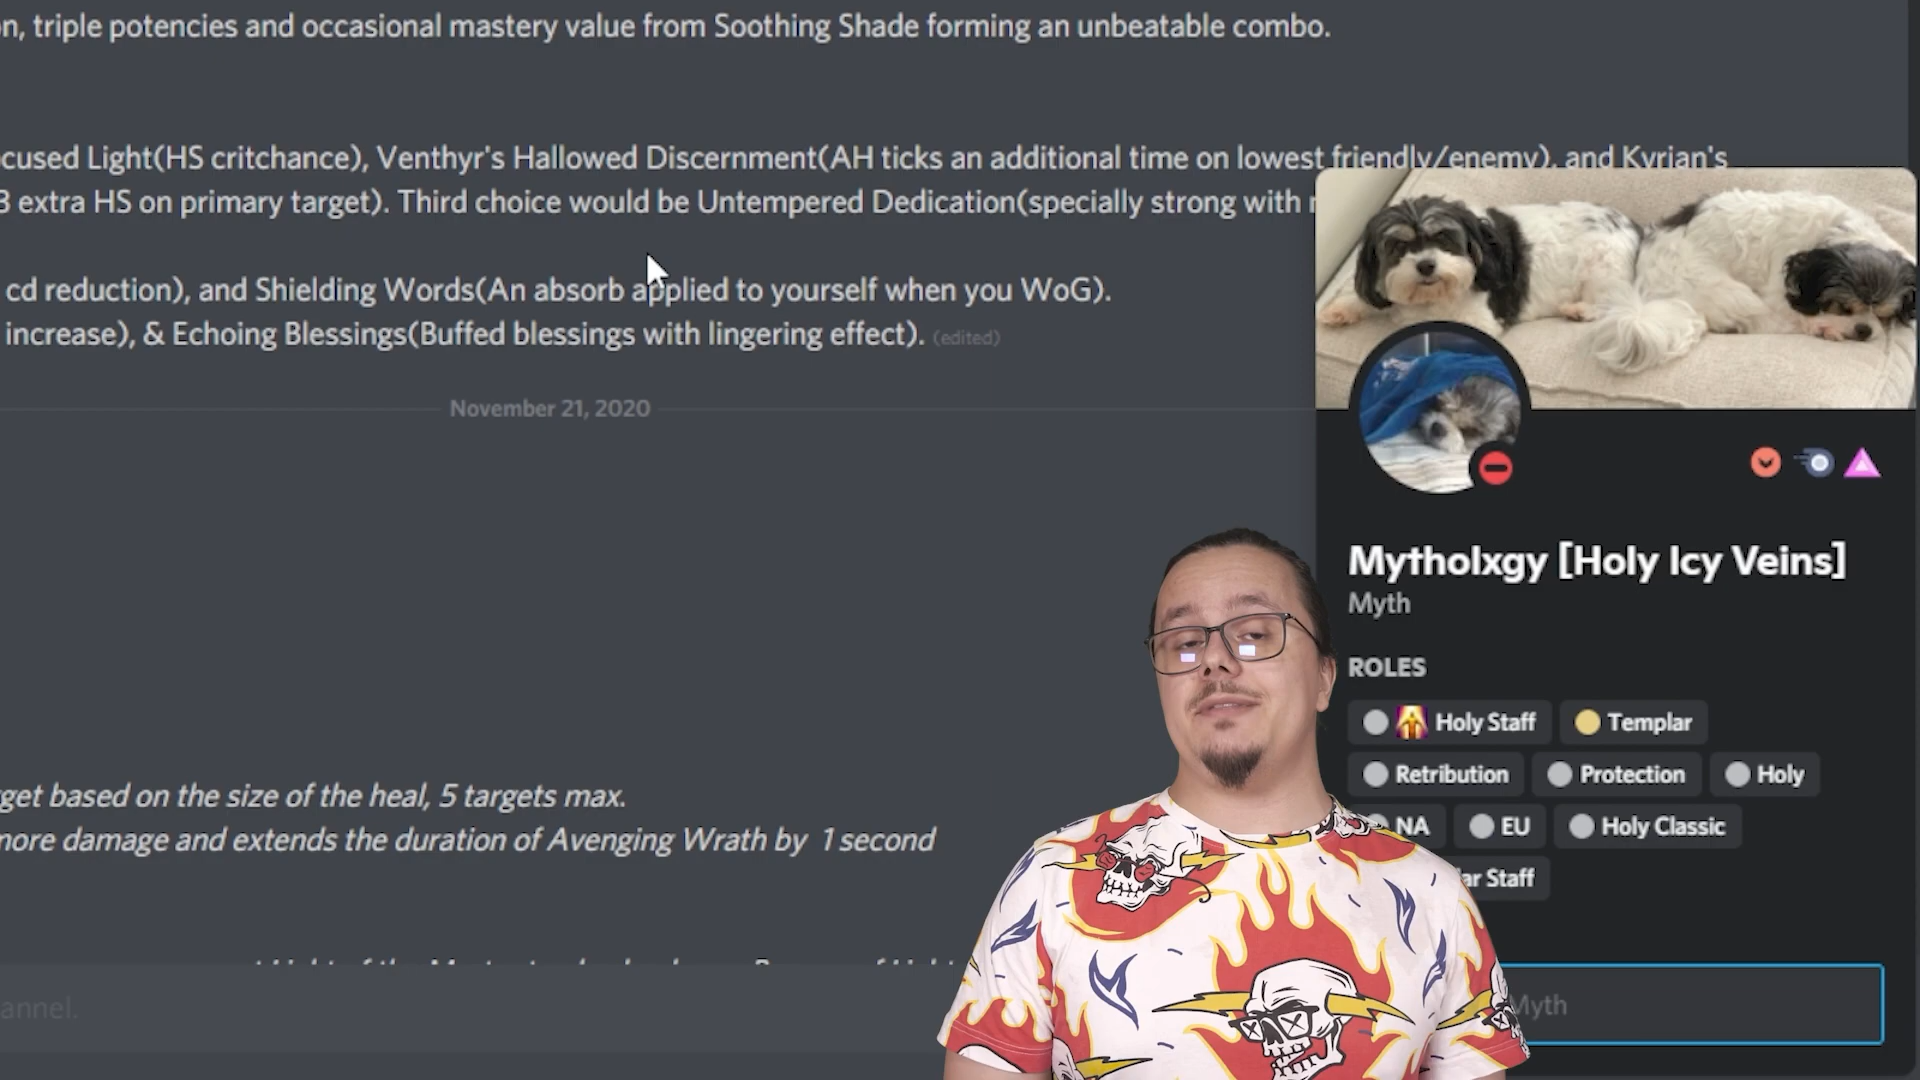 n, triple potencies and occasional mastery value from Soothing Shade forming an unbeatable combo.
cused Light(HS critchance), Venthyr's Hallowed Discernment(AH ticks an additional time on lowest friendly/enemy), and Kyrian's
3 extra HS on primary target). Third choice would be Untempered Dedication(specially strong with
cd reduction), and Shielding Words(An absorb applied to yourself when you WoG).
increase), & Echoing Blessings(Buffed blessings with lingering effect). (edited)
November 21, 2020
get based on the size of the heal, 5 targets max.
more damage and extends the duration of Avenging Wrath by 1 second
annel.
Mytholxgy [Holy Icy Veins]
Myth
ROLES
Holy Staff
Templar
Retribution
Protection
Holy
NA
EU
Holy Classic
ar Staff
Myth